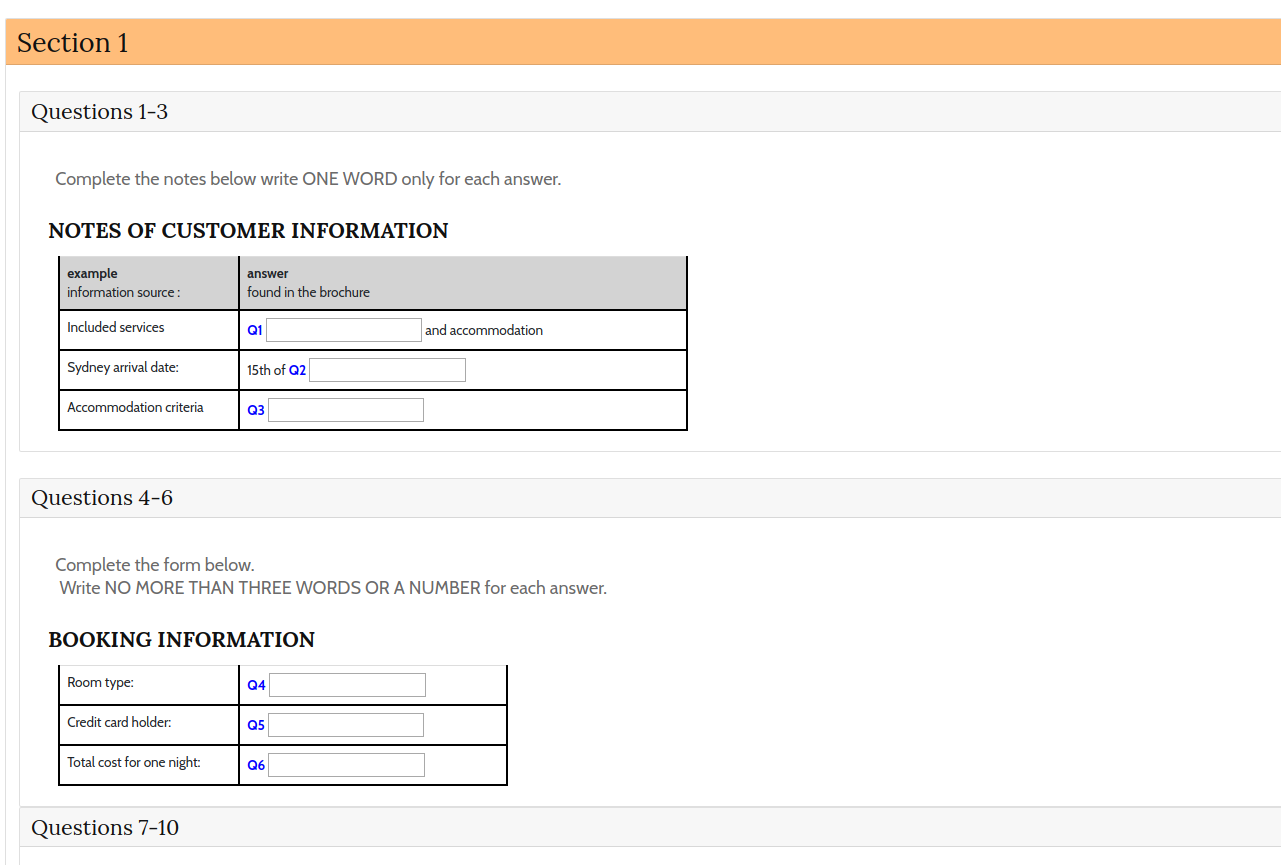 Section 1
Questions 1-3
Complete the notes below write ONE WORD only for each answer.
NOTES OF CUSTOMER INFORMATION
example
answer
information source :
found in the brochure
Included services
Q1 and accommodation
Sydney arrival date:
15th of Q2
Accommodation criteria
Q3
Questions 4-6
Complete the form below.
Write NO MORE THAN THREE WORDS OR A NUMBER for each answer.
BOOKING INFORMATION
Room type:
Q4
Credit card holder:
Q5
Total cost for one night:
Q6
Questions 7-10